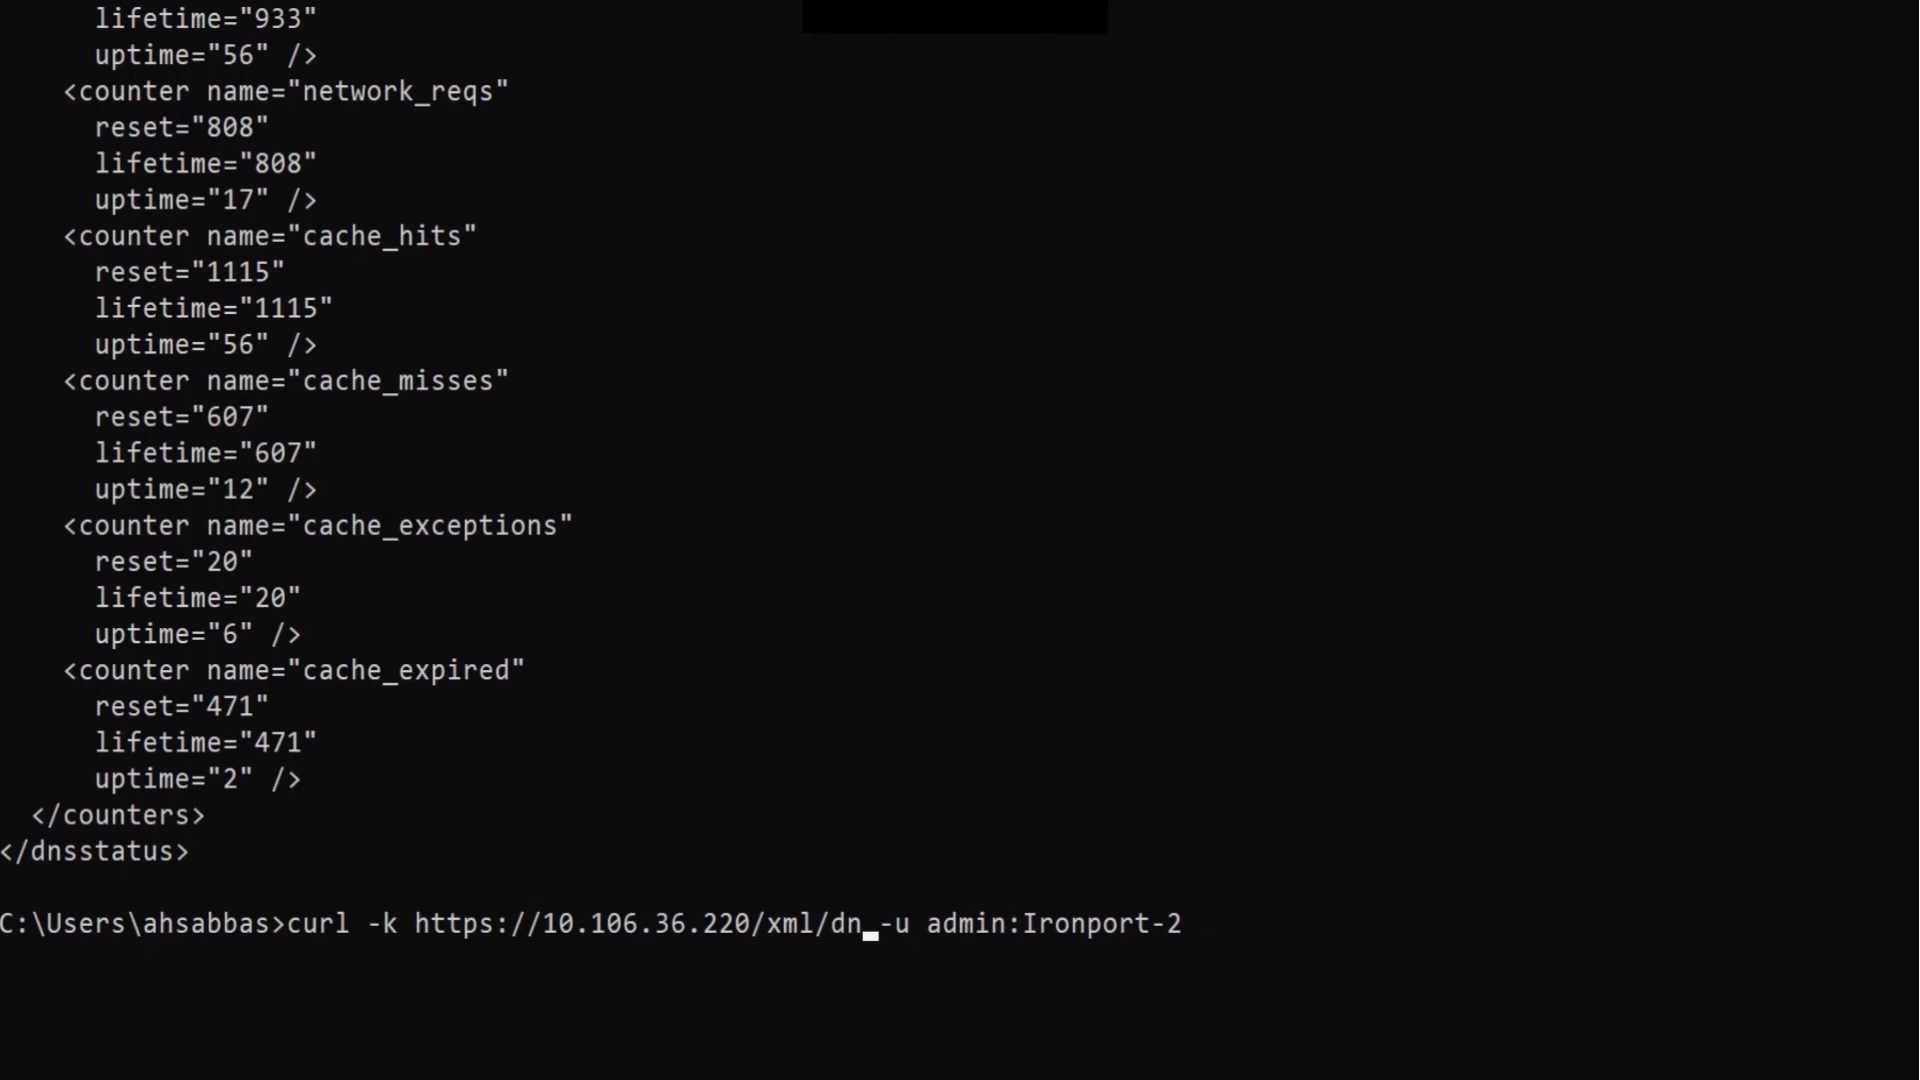 lifetime="933"
uptime="56" />
<counter name="network_reqs"
reset="808"
lifetime="808"
uptime="17" />
<counter name="cache_hits"
reset="1115"
lifetime="1115"
uptime="56" />
<counter name="cache_misses"
reset="607"
lifetime="607"
uptime="12" />
<counter name="cache_exceptions"
reset="20"
lifetime="20"
uptime="6" />
<counter name="cache_expired"
reset="471"
lifetime="471"
uptime="2" />
</counters>
</dnsstatus>
C:\Users\ahsabbas>curl -k https://10.106.36.220/xml/dn -u admin:Ironport-2